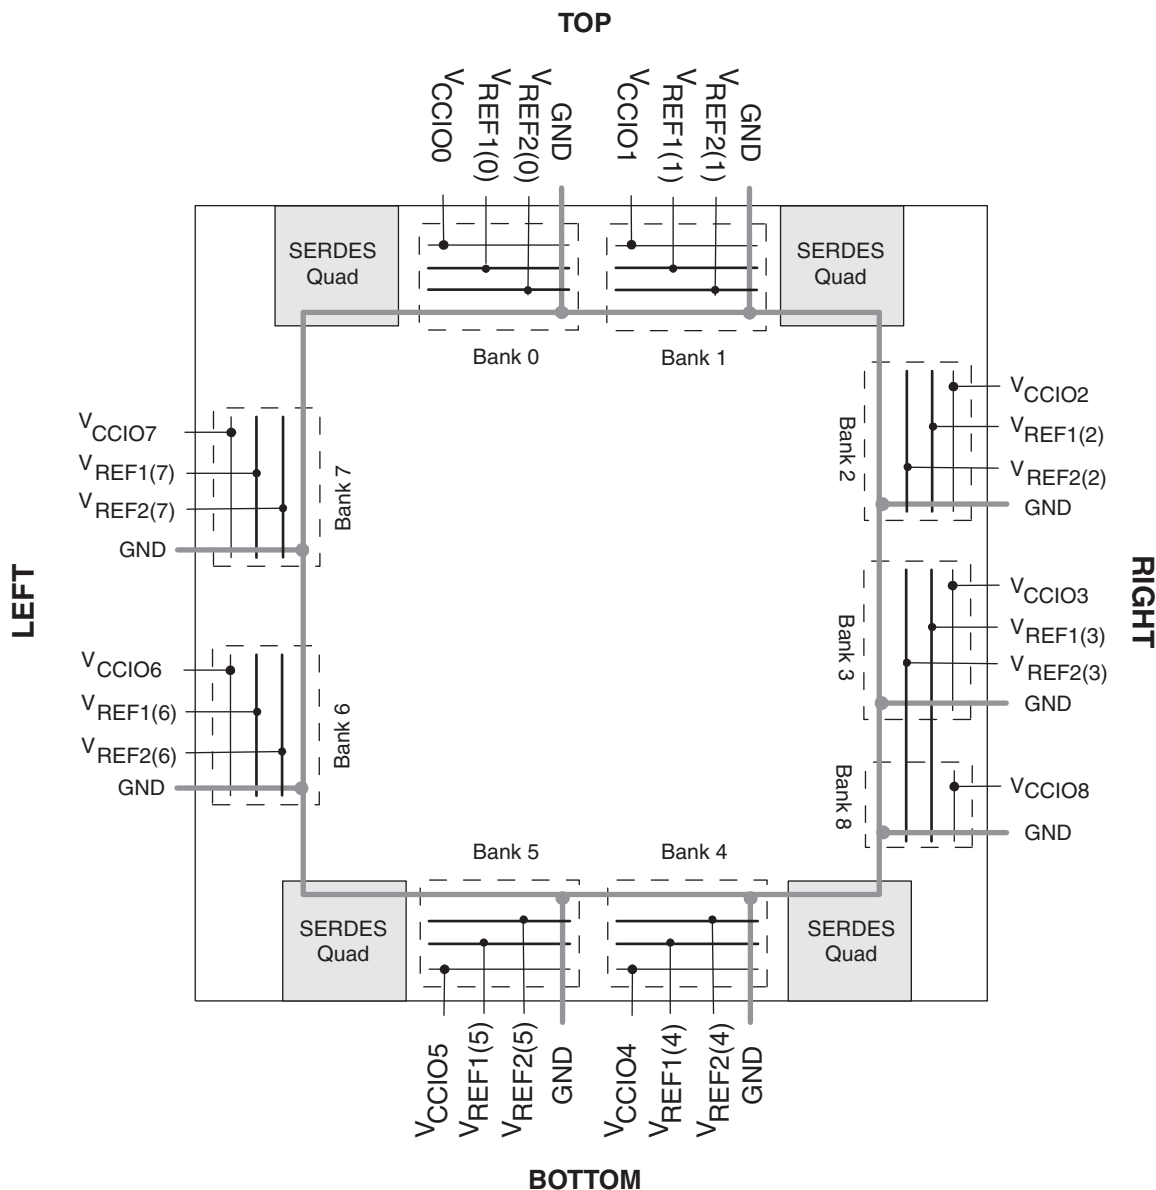 TOP
VCCIO0
VREF1(0)
VREF2(0)
GND
VCCIO1
VREF1(1)
VREF2(1)
GND
SERDES
Quad
SERDES
Quad
Bank 0
Bank 1
VCCIO7
VREF1(7)
VREF2(7)
GND
Bank 7
Bank 2
VCCIO2
VREF1(2)
VREF2(2)
GND
LEFT
RIGHT
VCCIO6
VREF1(6)
VREF2(6)
GND
Bank 6
Bank 3
VCCIO3
VREF1(3)
VREF2(3)
GND
Bank 8
VCCIO8
GND
Bank 5
Bank 4
SERDES
Quad
SERDES
Quad
VCCIO5
VREF1(5)
VREF2(5)
GND
VCCIO4
VREF1(4)
VREF2(4)
GND
BOTTOM